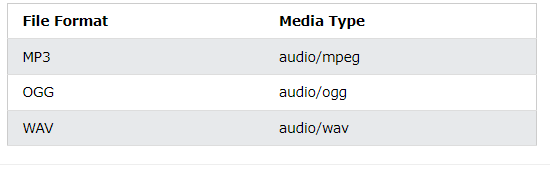 File Format Media Type
MP3 audio/mpeg
OGG audio/ogg
WAV audio/wav